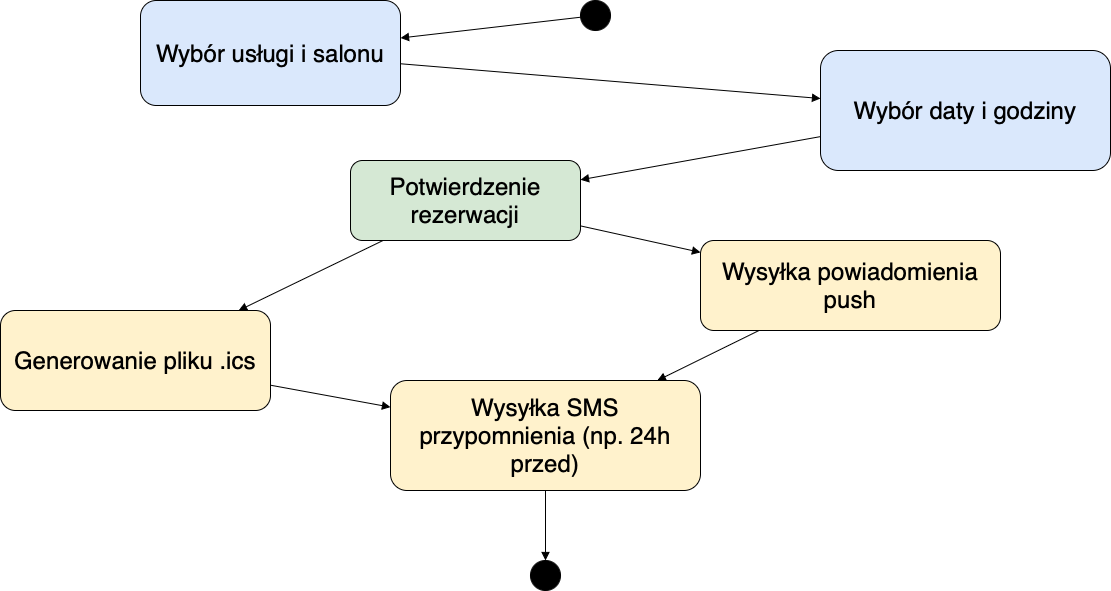 Wybór usługi i salonu
Wybór daty i godziny
Potwierdzenie
rezerwacji
Wysyłka powiadomienia
push
Generowanie pliku .ics
Wysyłka SMS
przypomnienia (np. 24h
przed)